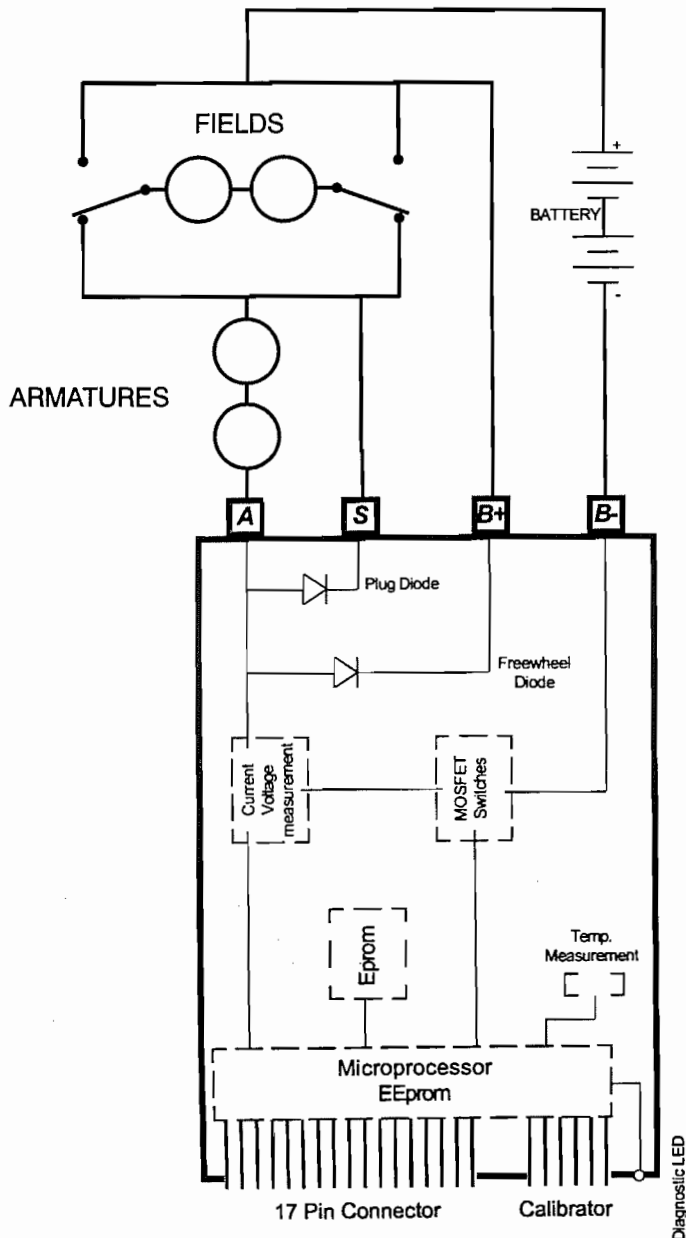 FIELDS
+
BATTERY
-
ARMATURES
A S B+ B-
Plug Diode
Freewheel
Diode
Current
Voltage
measurement
MOSFET
Switches
Eprom
Temp.
Measurement
Microprocessor
EEprom
17 Pin Connector
Calibrator
Diagnostic LED